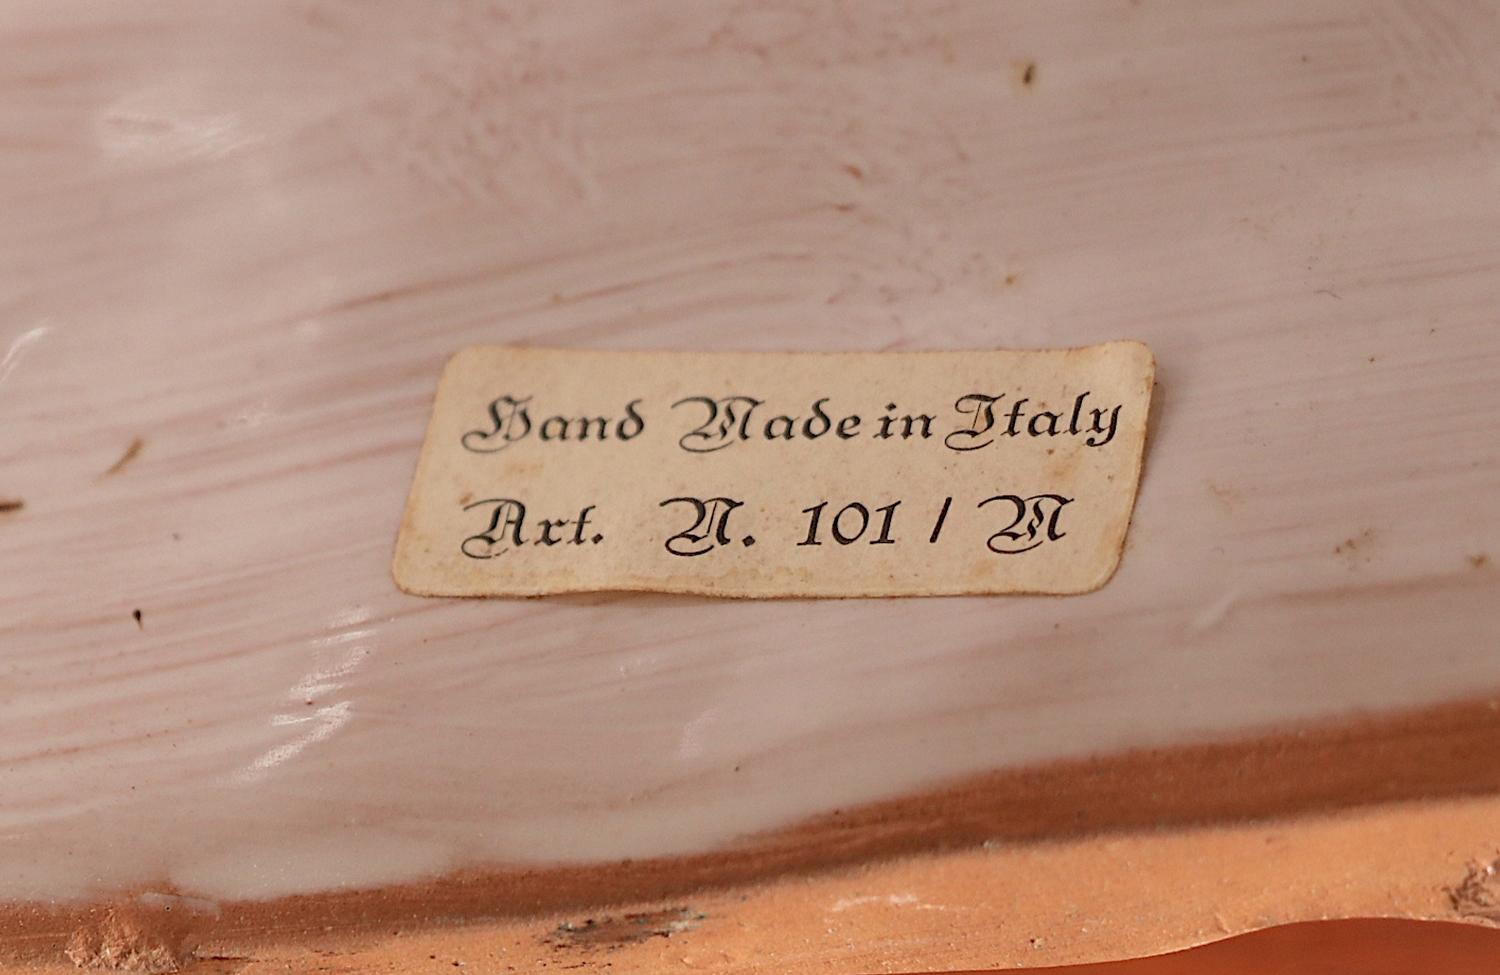 Hand Made in Italy
Art. N. 101 / M